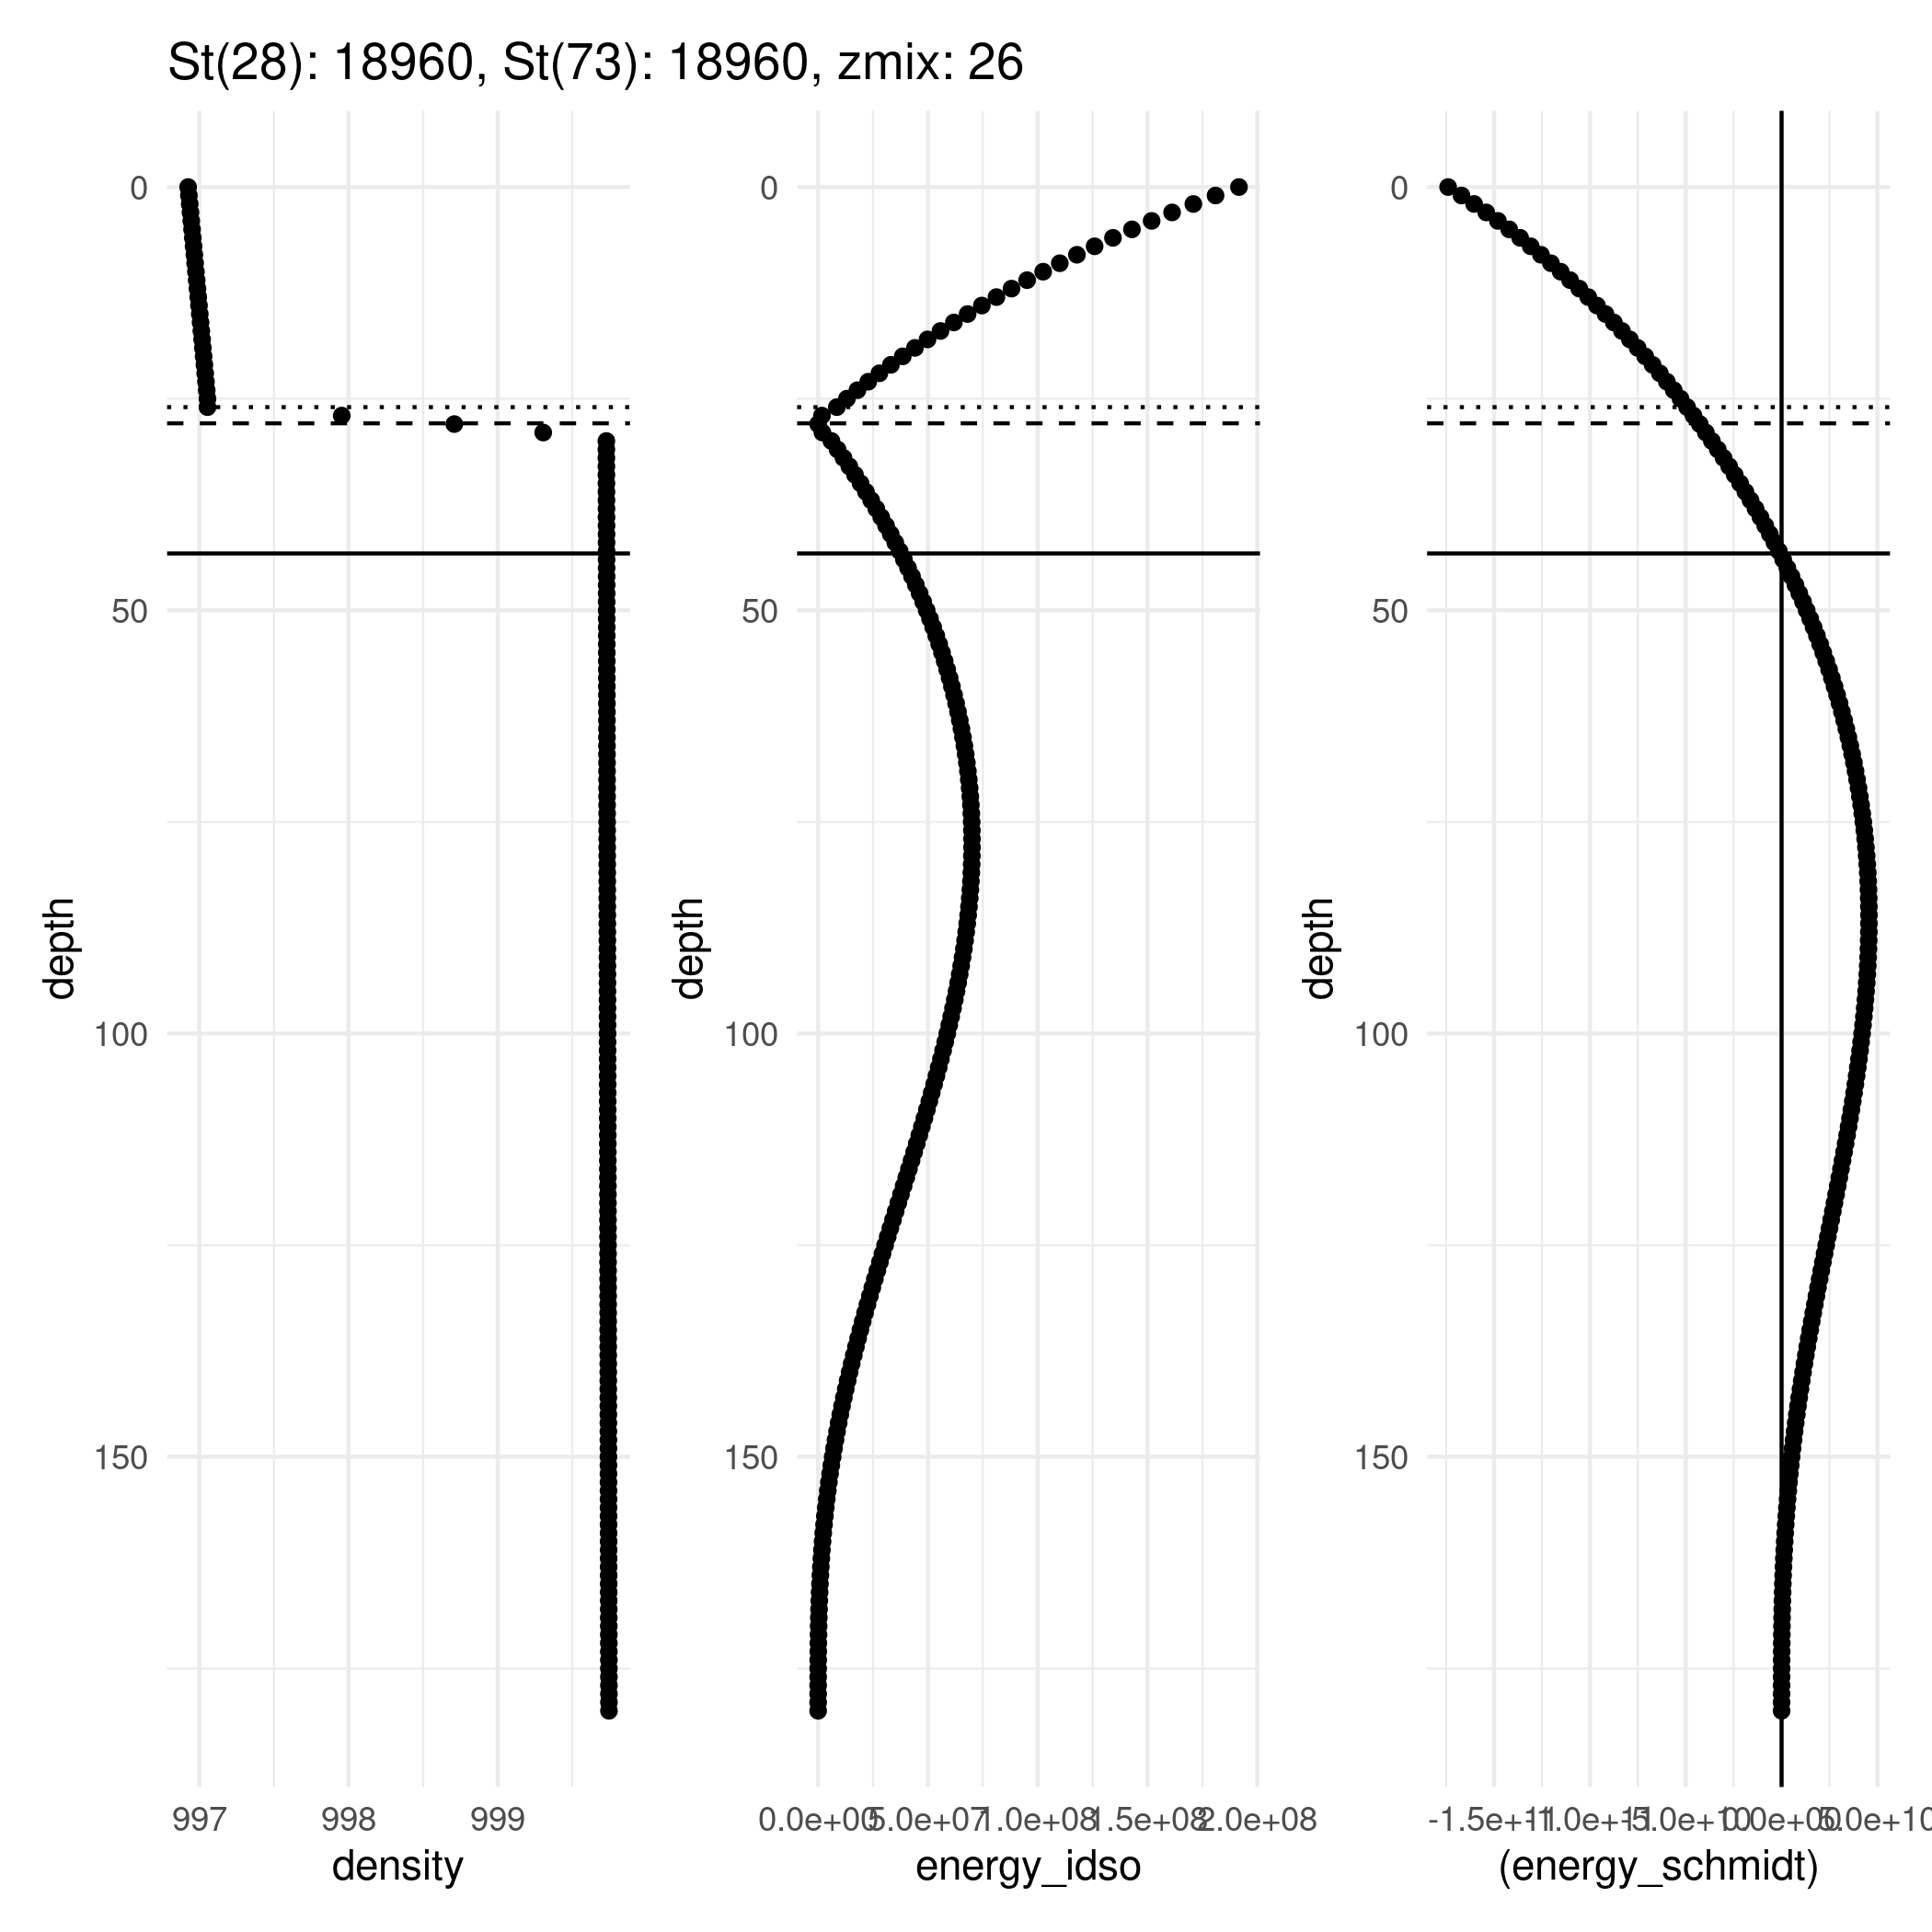 St(28): 18960, St(73): 18960, zmix: 26
0
50
100
150
depth
997 998 999
density
0
50
100
150
depth
0.0e+00 5.0e+07 1.0e+08 1.5e+08 2.0e+08
energy_idso
0
50
100
150
depth
-1.5e+11 -1.0e+11 -5.0e+10 0.0e+00 5.0e+10
(energy_schmidt)